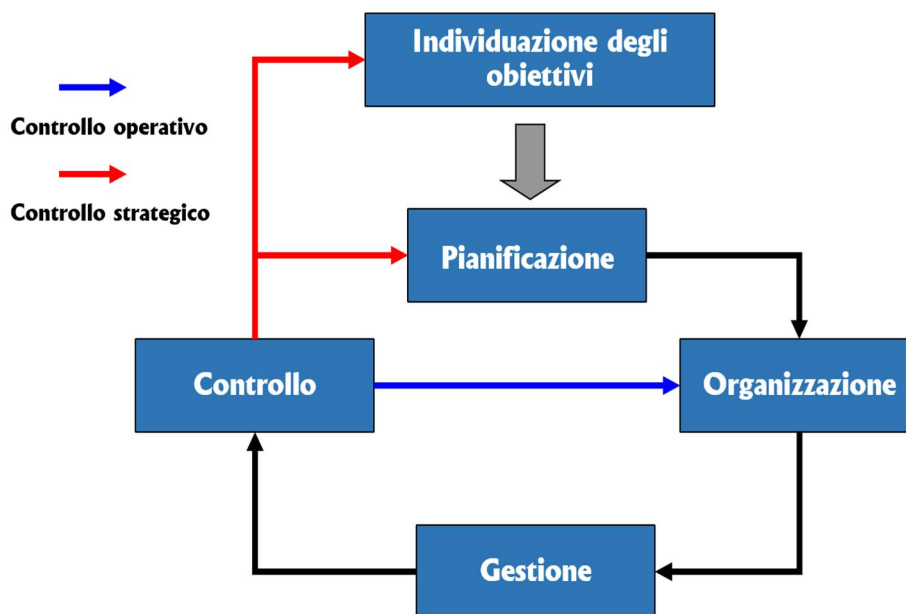 Individuazione degli
obiettivi
Controllo operativo
Controllo strategico
Pianificazione
Controllo
Organizzazione
Gestione